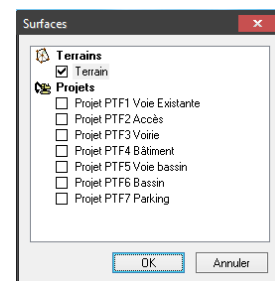 Surfaces
Terrains
Terrain
Projets
Projet PTF1 Voie Existante
Projet PTF2 Accès
Projet PTF3 Voirie
Projet PTF4 Bâtiment
Projet PTF5 Voie bassin
Projet PTF6 Bassin
Projet PTF7 Parking
OK
Annuler